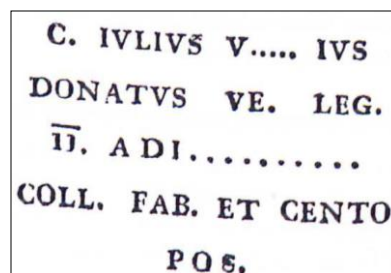 C. IVLIVS V..... IVS
DONATVS VE. LEG.
II. ADI..........
COLL. FAB. ET CENTO
POS.